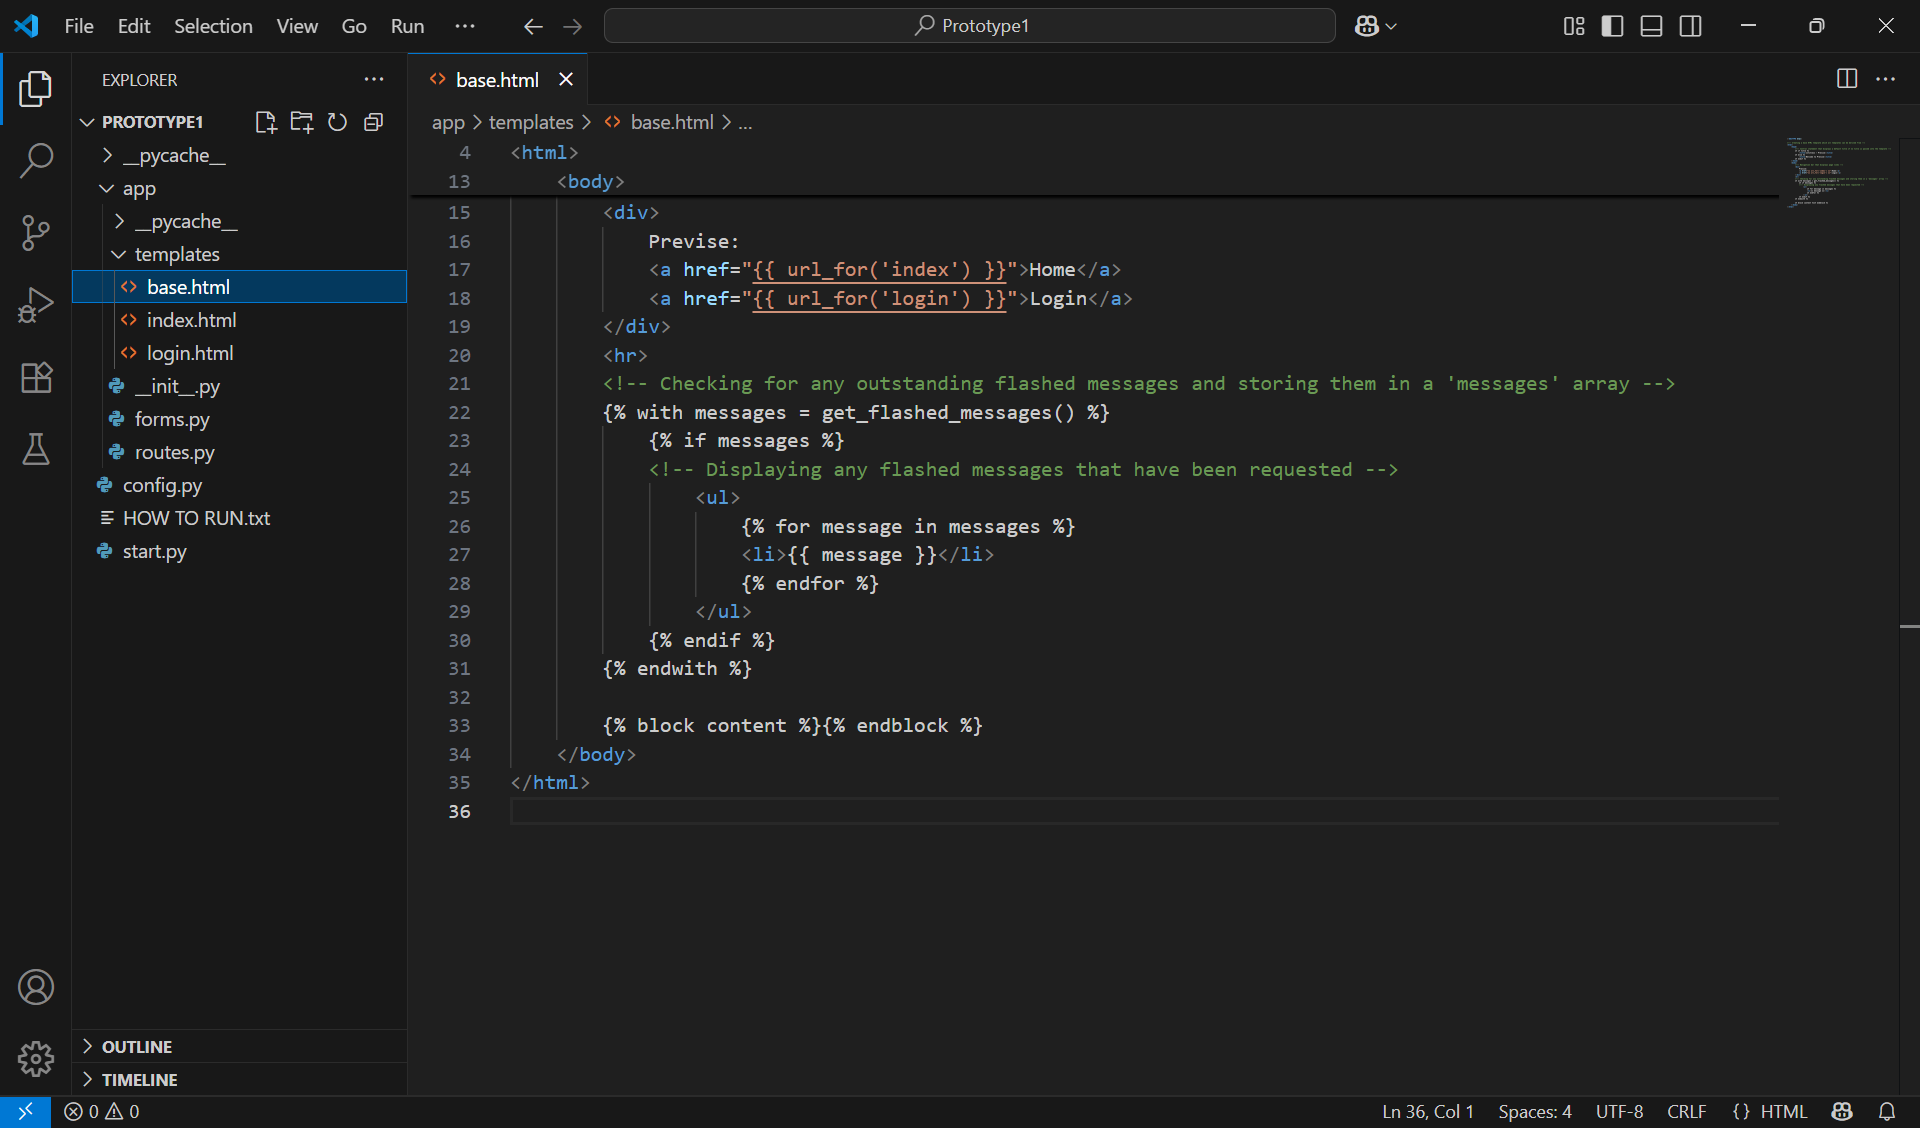 File Edit Selection View Go Run ··· Prototype1
EXPLORER ···
PROTOTYPE1
__pycache__
app
__pycache__
templates
base.html
index.html
login.html
__init__.py
forms.py
routes.py
config.py
HOW TO RUN.txt
start.py
OUTLINE
TIMELINE
base.html
app > templates > base.html > ...
4 <html>
13 <body>
15 <div>
16 Previse:
17 <a href="{{ url_for('index') }}">Home</a>
18 <a href="{{ url_for('login') }}">Login</a>
19 </div>
20 <hr>
21 <!-- Checking for any outstanding flashed messages and storing them in a 'messages' array -->
22 {% with messages = get_flashed_messages() %}
23 {% if messages %}
24 <!-- Displaying any flashed messages that have been requested -->
25 <ul>
26 {% for message in messages %}
27 <li>{{ message }}</li>
28 {% endfor %}
29 </ul>
30 {% endif %}
31 {% endwith %}
32
33 {% block content %}{% endblock %}
34 </body>
35 </html>
36
0 0 Ln 36, Col 1 Spaces: 4 UTF-8 CRLF {} HTML